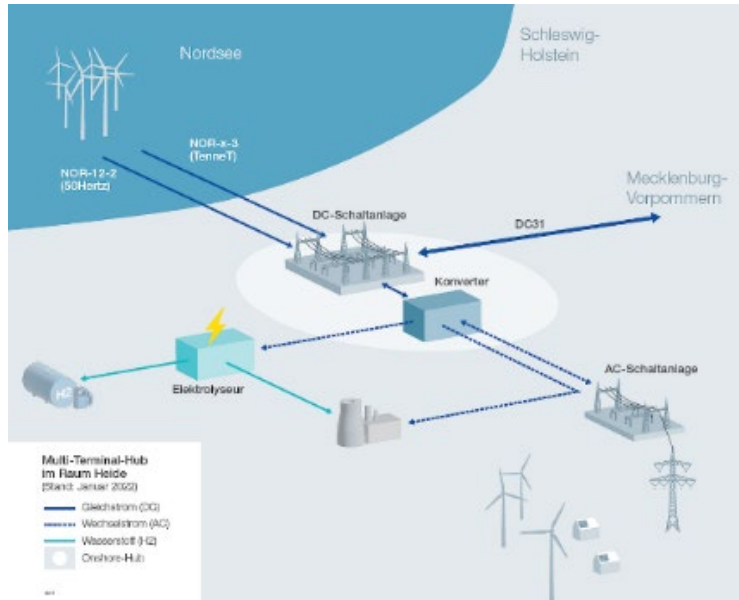 Nordsee
Schleswig-
Holstein
NOR-x-3
(TenneT)
NOR-12-2
(50Hertz)
Mecklenburg-
Vorpommern
DC-Schaltanlage
DC31
Konverter
Elektrolyseur
AC-Schaltanlage
H2
Multi-Terminal-Hub
im Raum Heide
(Stand: Januar 2022)
Gleichstrom (DC)
Wechselstrom (AC)
Wasserstoff (H2)
Onshore-Hub